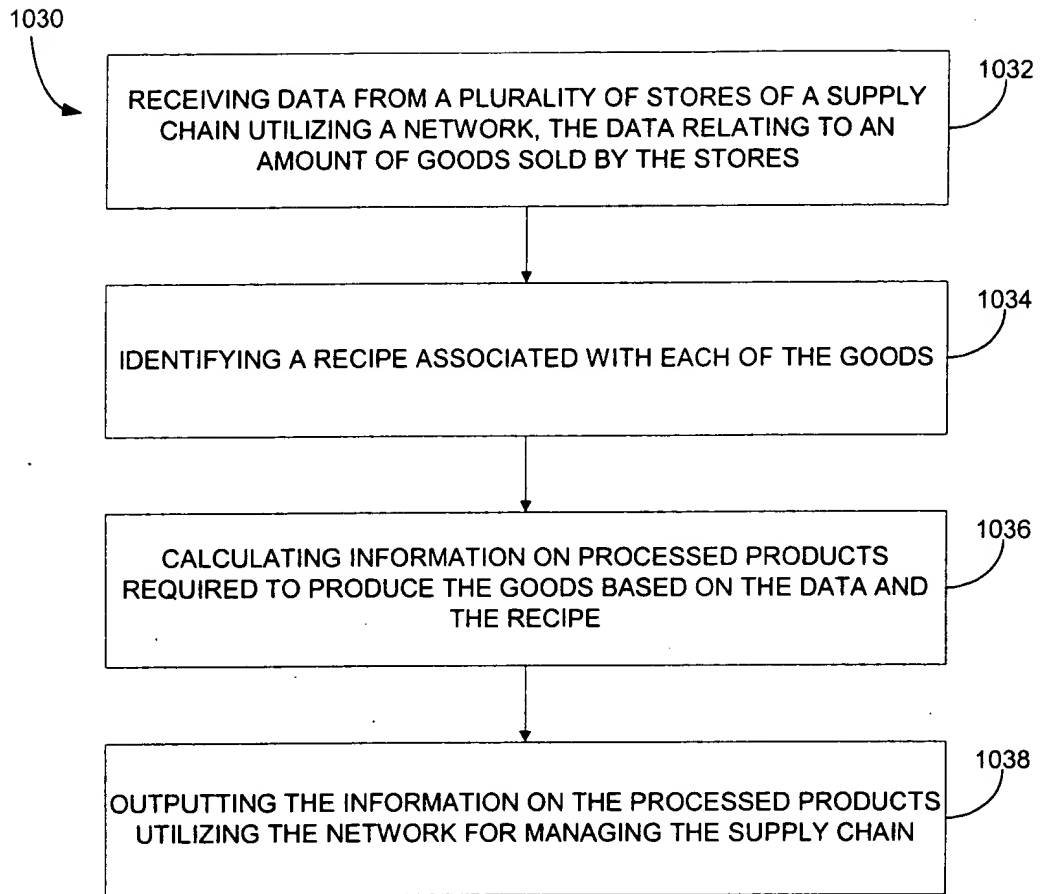 1030
1032
RECEIVING DATA FROM A PLURALITY OF STORES OF A SUPPLY
CHAIN UTILIZING A NETWORK, THE DATA RELATING TO AN
AMOUNT OF GOODS SOLD BY THE STORES
1034
IDENTIFYING A RECIPE ASSOCIATED WITH EACH OF THE GOODS
1036
CALCULATING INFORMATION ON PROCESSED PRODUCTS
REQUIRED TO PRODUCE THE GOODS BASED ON THE DATA AND
THE RECIPE
1038
OUTPUTTING THE INFORMATION ON THE PROCESSED PRODUCTS
UTILIZING THE NETWORK FOR MANAGING THE SUPPLY CHAIN